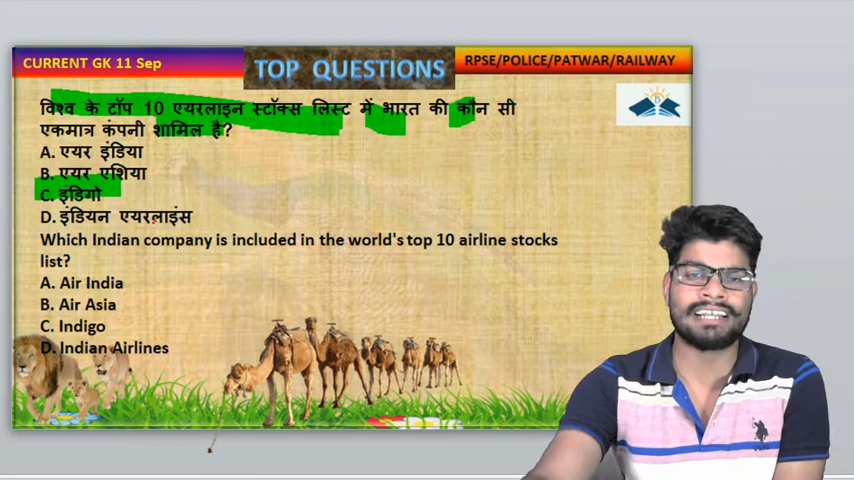 CURRENT GK 11 Sep
TOP QUESTIONS
RPSE/POLICE/PATWAR/RAILWAY
विश्व के टॉप 10 एयरलाइन स्टॉक्स लिस्ट में भारत की कौन सी
एकमात्र कंपनी शामिल है?
A. एयर इंडिया
B. एयर एशिया
C. इंडिगो
D. इंडियन एयरलाइंस
Which Indian company is included in the world's top 10 airline stocks
list?
A. Air India
B. Air Asia
C. Indigo
D. Indian Airlines